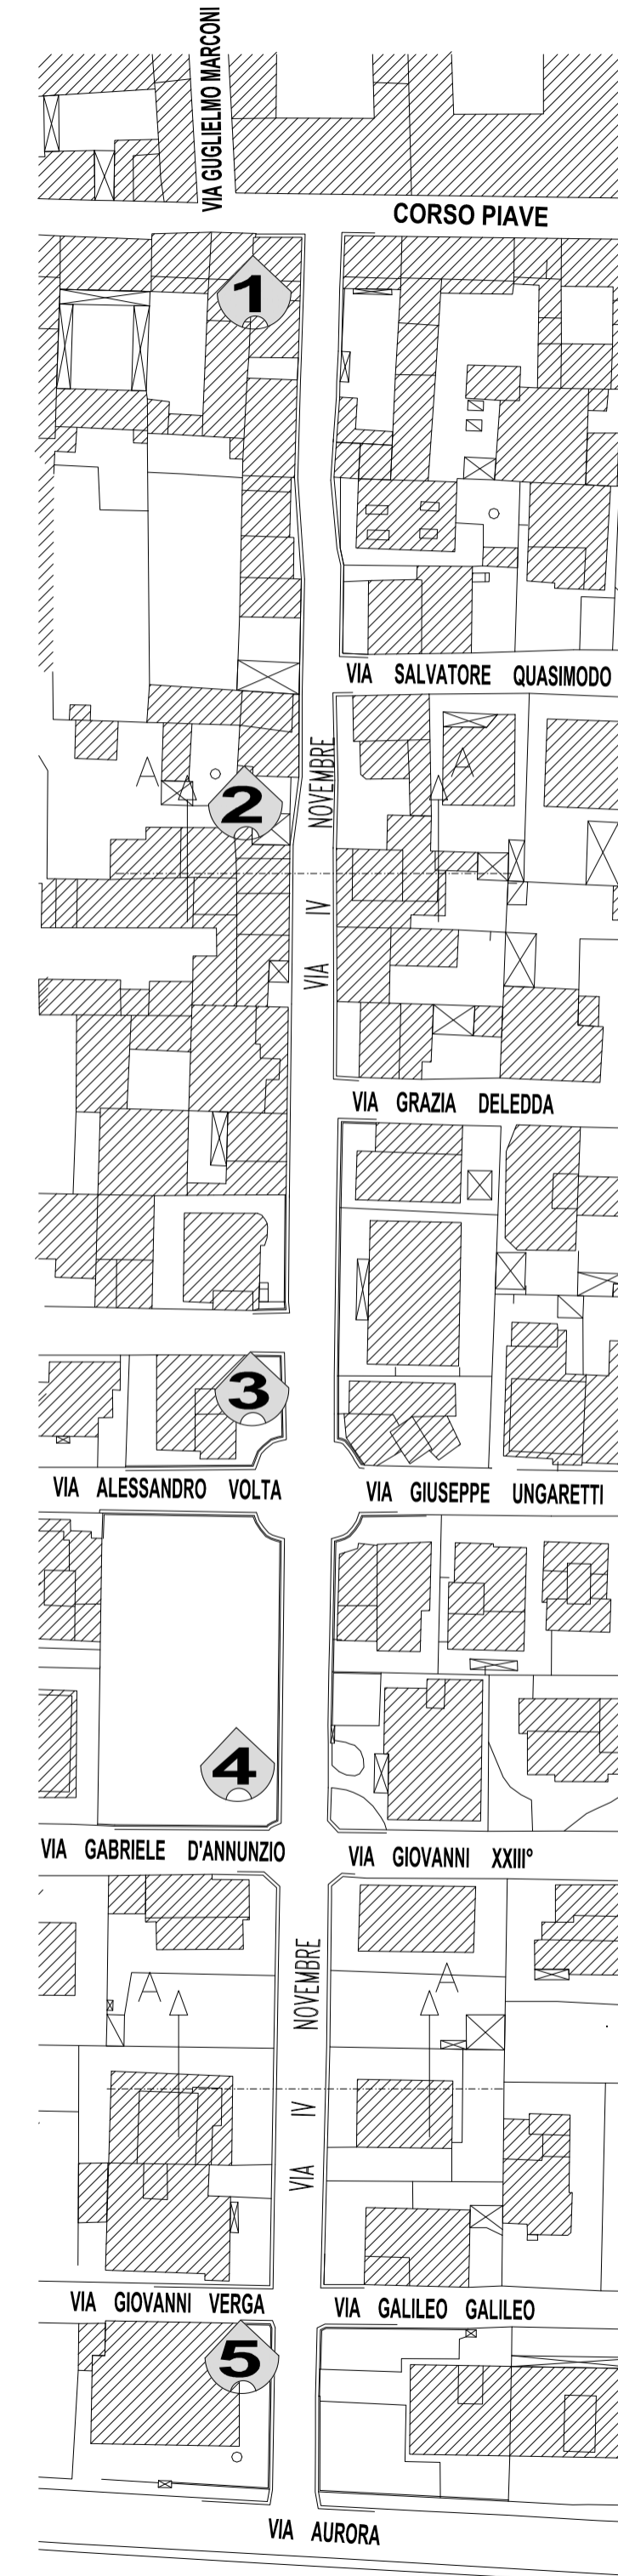 VIA GUGLIELMO MARCONI
CORSO PIAVE
1
VIA SALVATORE QUASIMODO
A
A
2
VIA IV NOVEMBRE
VIA GRAZIA DELEDDA
3
VIA ALESSANDRO VOLTA
VIA GIUSEPPE UNGARETTI
4
VIA GABRIELE D'ANNUNZIO
VIA GIOVANNI XXIII°
A
A
VIA IV NOVEMBRE
VIA GIOVANNI VERGA
VIA GALILEO GALILEO
5
VIA AURORA